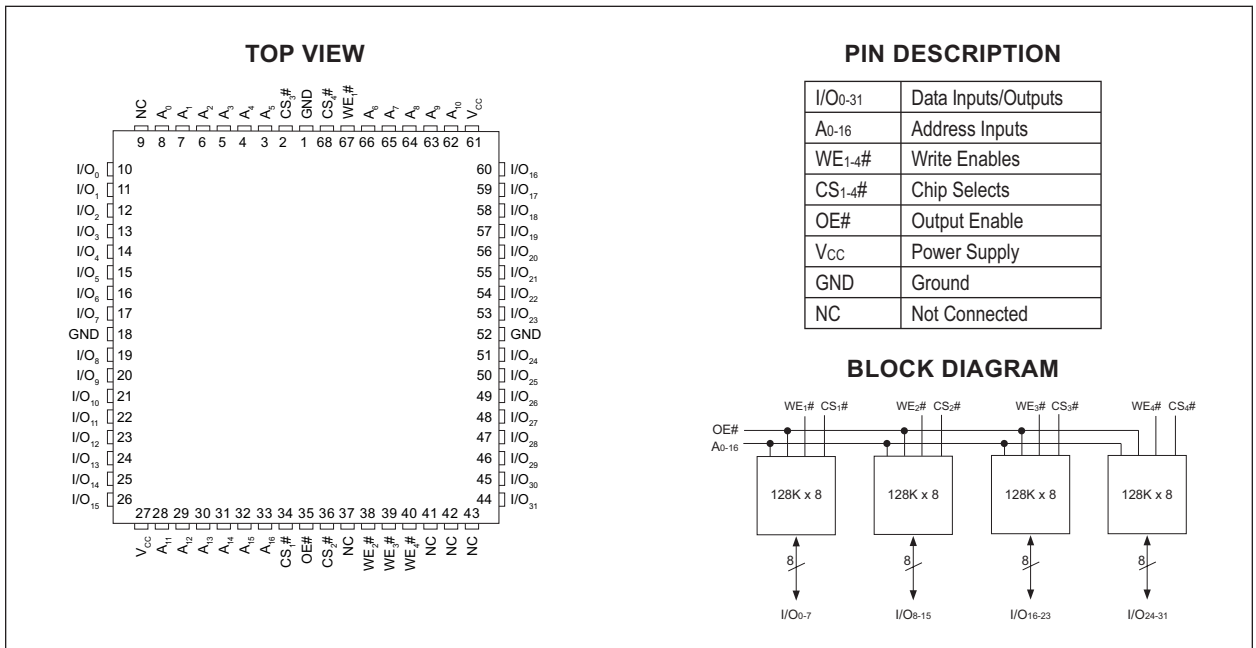 TOP VIEW
NC A₀ A₁ A₂ A₃ A₄ A₅ CS₃# GND CS₄# WE₁# A₆ A₇ A₈ A₉ A₁₀ VCC
9 8 7 6 5 4 3 2 1 68 67 66 65 64 63 62 61
I/O₀ 10 60 I/O₁₆
I/O₁ 11 59 I/O₁₇
I/O₂ 12 58 I/O₁₈
I/O₃ 13 57 I/O₁₉
I/O₄ 14 56 I/O₂₀
I/O₅ 15 55 I/O₂₁
I/O₆ 16 54 I/O₂₂
I/O₇ 17 53 I/O₂₃
GND 18 52 GND
I/O₈ 19 51 I/O₂₄
I/O₉ 20 50 I/O₂₅
I/O₁₀ 21 49 I/O₂₆
I/O₁₁ 22 48 I/O₂₇
I/O₁₂ 23 47 I/O₂₈
I/O₁₃ 24 46 I/O₂₉
I/O₁₄ 25 45 I/O₃₀
I/O₁₅ 26 44 I/O₃₁
27 28 29 30 31 32 33 34 35 36 37 38 39 40 41 42 43
VCC A₁₁ A₁₂ A₁₃ A₁₄ A₁₅ A₁₆ CS₁# OE# CS₂# NC WE₂# WE₃# WE₄# NC NC NC
PIN DESCRIPTION
I/O0-31 Data Inputs/Outputs
A0-16 Address Inputs
WE1-4# Write Enables
CS1-4# Chip Selects
OE# Output Enable
VCC Power Supply
GND Ground
NC Not Connected
BLOCK DIAGRAM
WE1# CS1# WE2# CS2# WE3# CS3# WE4# CS4#
OE#
A0-16
128K x 8 128K x 8 128K x 8 128K x 8
8 8 8 8
I/O0-7 I/O8-15 I/O16-23 I/O24-31